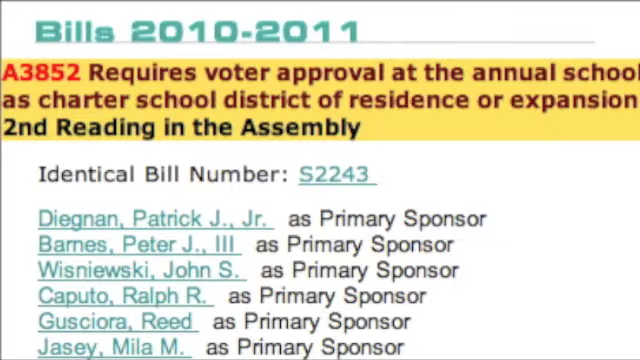 Bills 2010-2011
A3852 Requires voter approval at the annual school
as charter school district of residence or expansion
2nd Reading in the Assembly
Identical Bill Number: S2243
Diegnan, Patrick J., Jr. as Primary Sponsor
Barnes, Peter J., III as Primary Sponsor
Wisniewski, John S. as Primary Sponsor
Caputo, Ralph R. as Primary Sponsor
Gusciora, Reed as Primary Sponsor
Jasey, Mila M. as Primary Sponsor